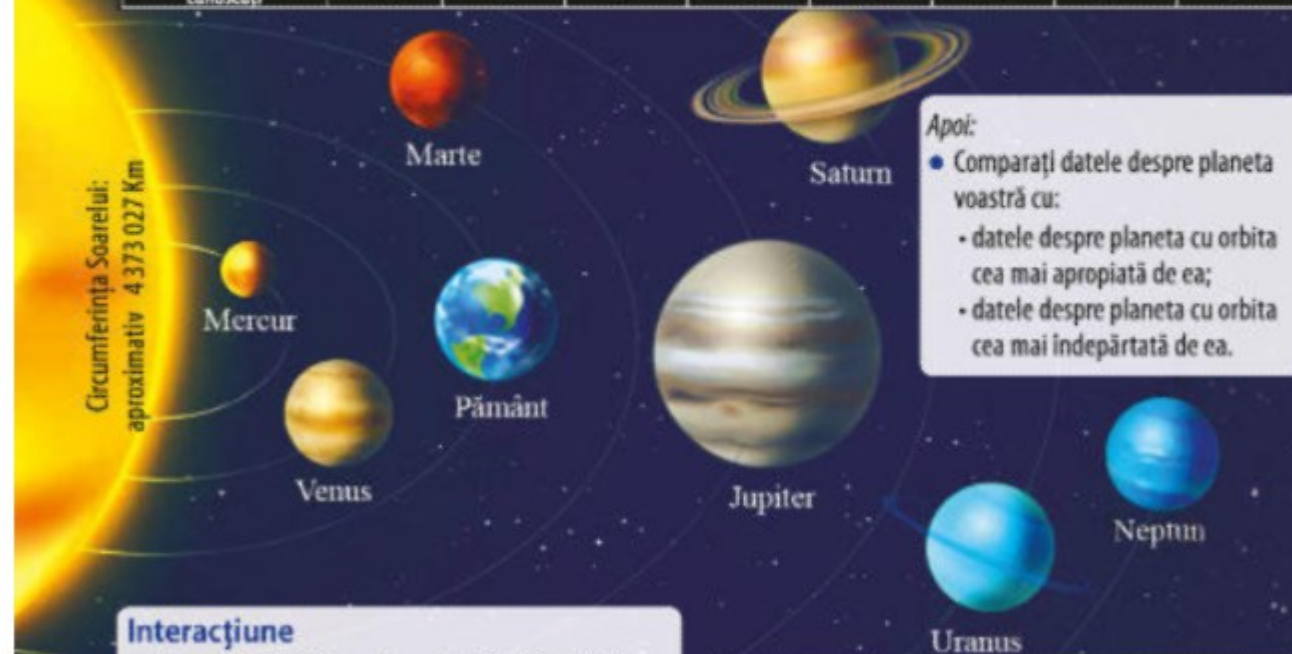 cunoscuți
Marte
Saturn
Apoi:
• Comparați datele despre planeta
voastră cu:
• datele despre planeta cu orbita
cea mai apropiată de ea;
• datele despre planeta cu orbita
cea mai îndepărtată de ea.
Circumferința Soarelui:
aproximativ 4 373 027 Km
Mercur
Pământ
Venus
Jupiter
Neptun
Uranus
Interacțiune